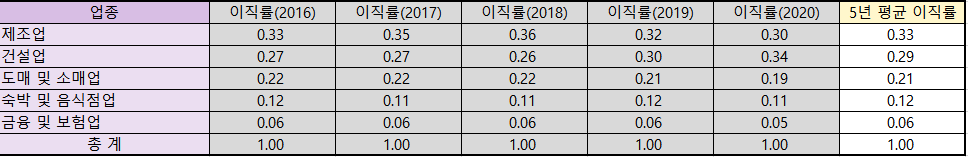 업종 이직률(2016) 이직률(2017) 이직률(2018) 이직률(2019) 이직률(2020) 5년 평균 이직률
제조업 0.33 0.35 0.36 0.32 0.30 0.33
건설업 0.27 0.27 0.26 0.30 0.34 0.29
도매 및 소매업 0.22 0.22 0.22 0.21 0.19 0.21
숙박 및 음식점업 0.12 0.11 0.11 0.12 0.11 0.12
금융 및 보험업 0.06 0.06 0.06 0.06 0.05 0.06
총 계 1.00 1.00 1.00 1.00 1.00 1.00